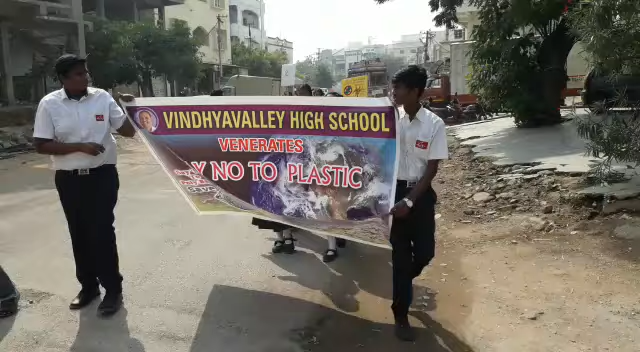 VINDHYAVALLEY HIGH SCHOOL
VENERATES
Y NO TO PLASTIC